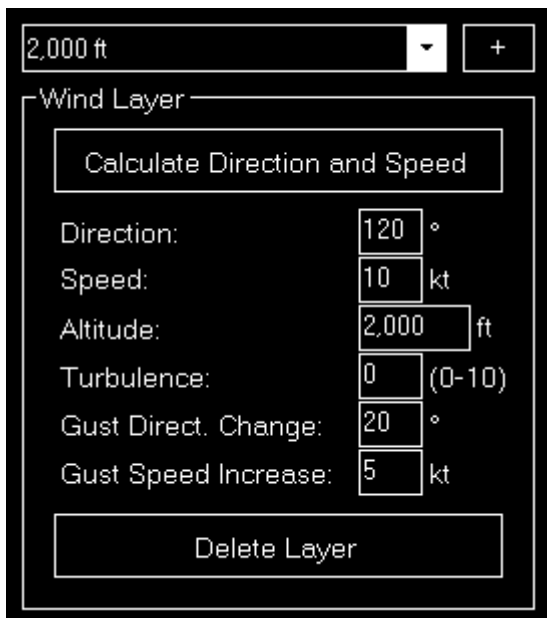 2,000 ft +
Wind Layer
Calculate Direction and Speed
Direction: 120 °
Speed: 10 kt
Altitude: 2,000 ft
Turbulence: 0 (0-10)
Gust Direct. Change: 20 °
Gust Speed Increase: 5 kt
Delete Layer